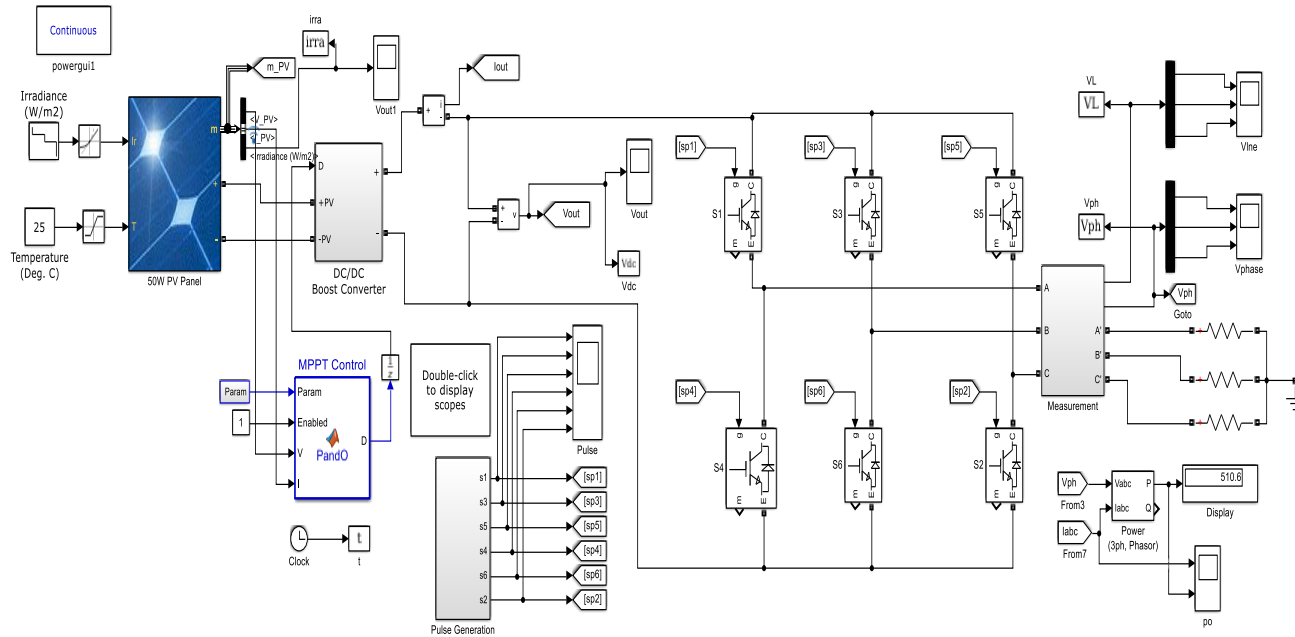 Continuous
powergui1
irra
irra
m_PV
Vout1
Iout
Irradiance
(W/m2)
Ir
m
<V_PV>
<Irradiance (W/m2)>
i
+
-
25
Temperature
(Deg. C)
T
+
-
50W PV Panel
D
+PV
-PV
+
-
DC/DC
Boost Converter
+
-
v
Vout
Vout
Vdc
Vdc
[sp1]
[sp3]
[sp5]
S1
g
C
m
E
S3
g
C
m
E
S5
g
C
m
E
VL
VL
Vlne
Vph
Vph
Vphase
Vph
Goto
A
B
C
A'
B'
C'
Measurement
+
+
+
MPPT Control
Param
1
Param
Enabled
V
I
D
PandO
1
z
Double-click
to display
scopes
Pulse
[sp4]
[sp6]
[sp2]
S4
g
C
m
E
S6
g
C
m
E
S2
g
C
m
E
s1
s3
s5
s4
s6
s2
[sp1]
[sp3]
[sp5]
[sp4]
[sp6]
[sp2]
Pulse Generation
Clock
t
t
Vph
From3
Iabc
From7
Vabc
Iabc
P
Q
Power
(3ph, Phasor)
510.6
Display
po